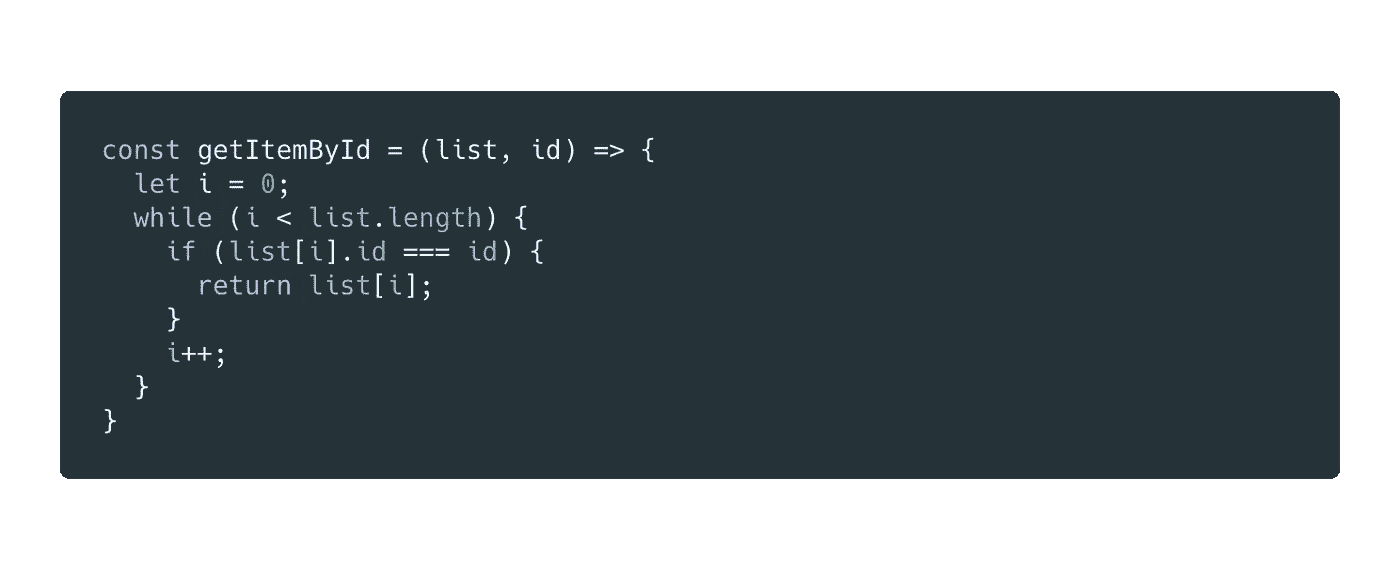 const getItemById = (list, id) => {
  let i = 0;
  while (i < list.length) {
    if (list[i].id === id) {
      return list[i];
    }
    i++;
  }
}